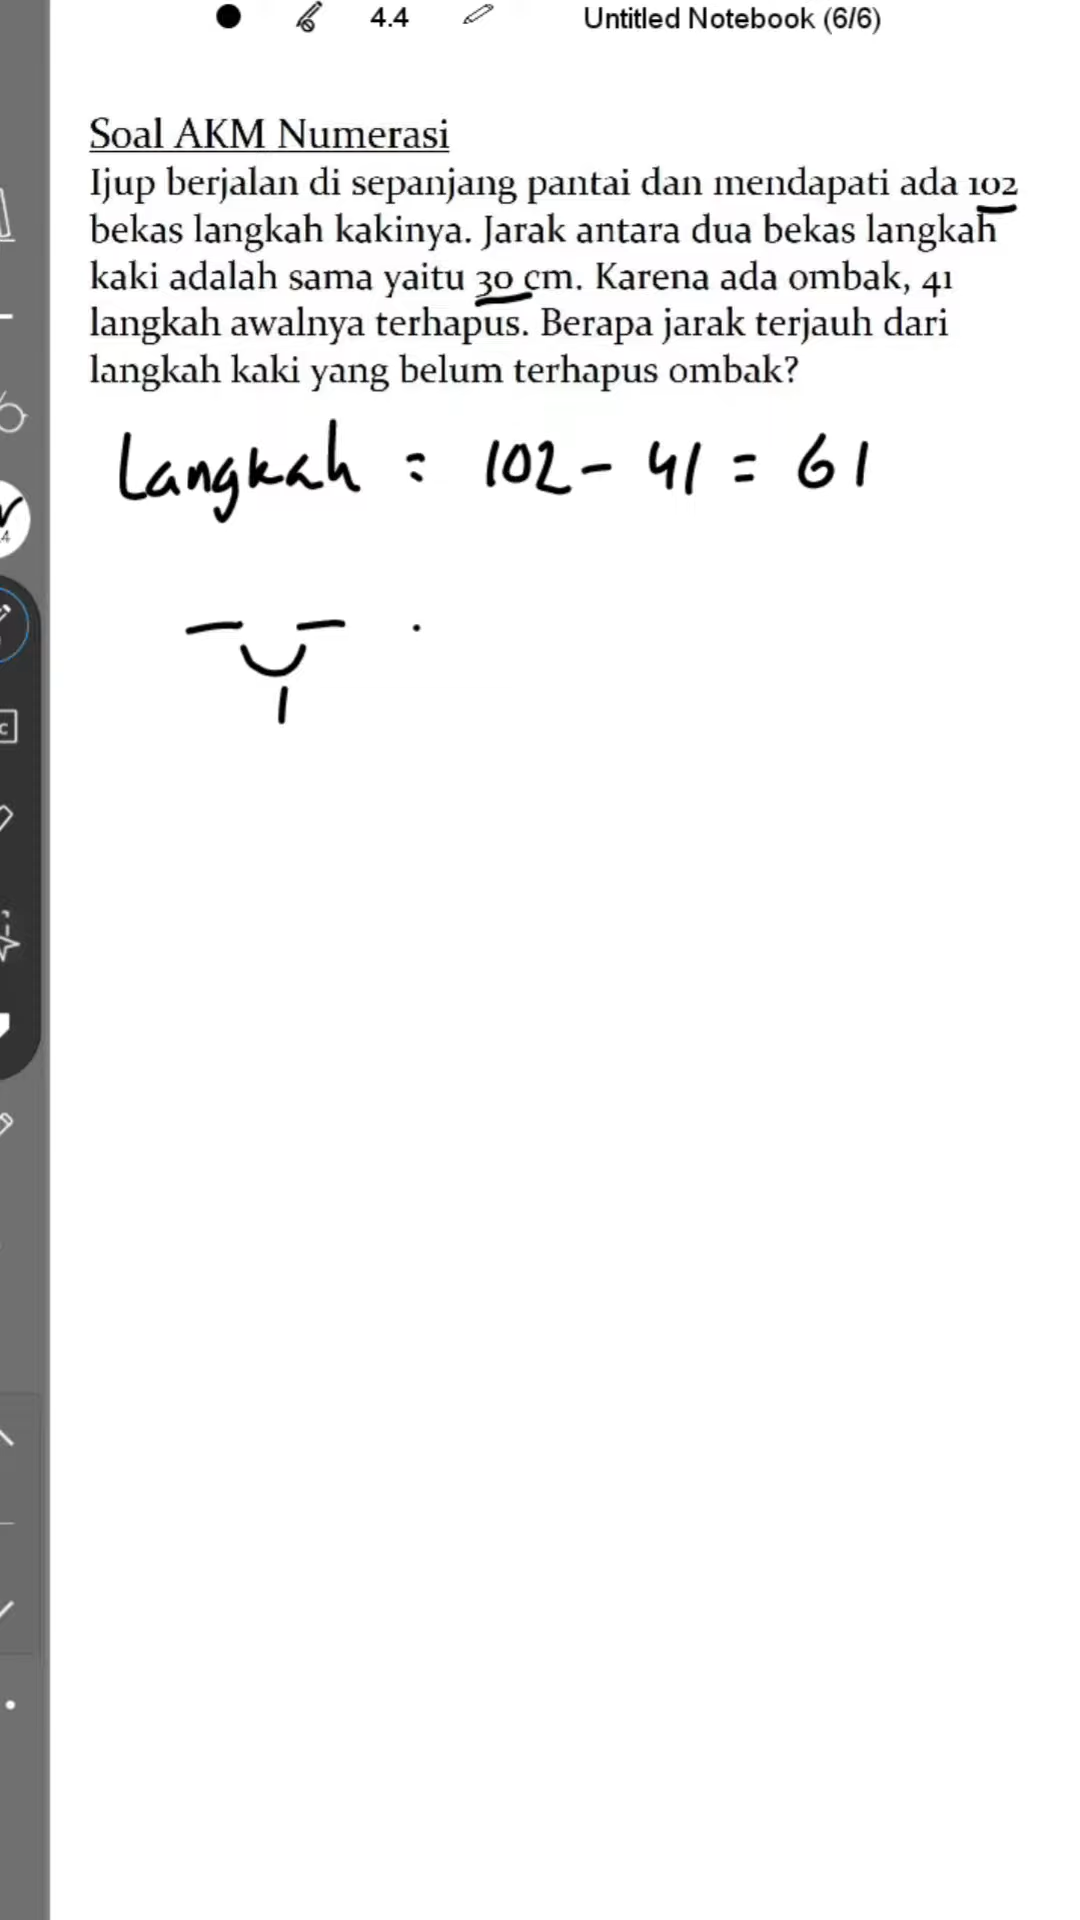 4.4 Untitled Notebook (6/6)
Soal AKM Numerasi
Ijup berjalan di sepanjang pantai dan mendapati ada 102
bekas langkah kakinya. Jarak antara dua bekas langkah
kaki adalah sama yaitu 30 cm. Karena ada ombak, 41
langkah awalnya terhapus. Berapa jarak terjauh dari
langkah kaki yang belum terhapus ombak?
Langkah = 102 - 41 = 61
1